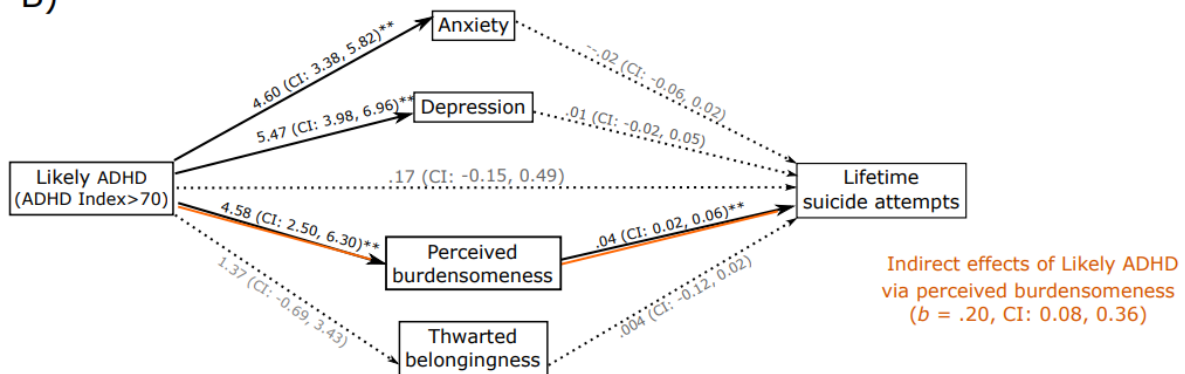 B)
Anxiety
4.60 (CI: 3.38, 5.82)**
--.02 (CI: -0.06, 0.02)
Depression
5.47 (CI: 3.98, 6.96)**
.01 (CI: -0.02, 0.05)
Likely ADHD
(ADHD Index>70)
.17 (CI: -0.15, 0.49)
Lifetime
suicide attempts
4.58 (CI: 2.50, 6.30)**
Perceived
burdensomeness
.04 (CI: 0.02, 0.06)**
1.37 (CI: -0.69, 3.43)
Thwarted
belongingness
.004 (CI: -0.12, 0.02)
Indirect effects of Likely ADHD
via perceived burdensomeness
(b = .20, CI: 0.08, 0.36)